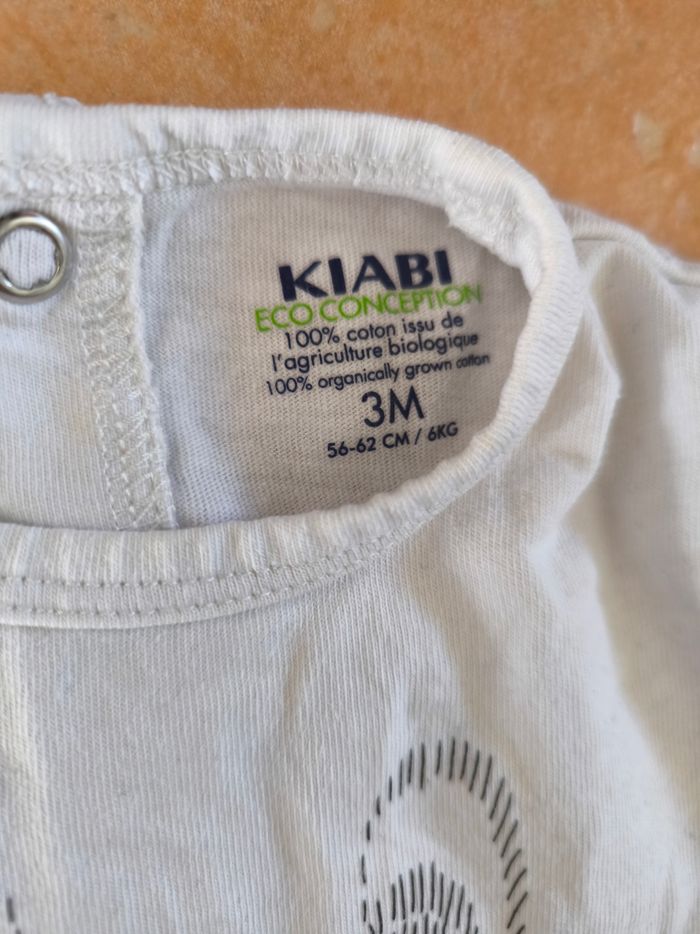 KIABI
ECO CONCEPTION
100% coton issu de
l'agriculture biologique
100% organically grown cotton
3M
56-62 CM / 6KG